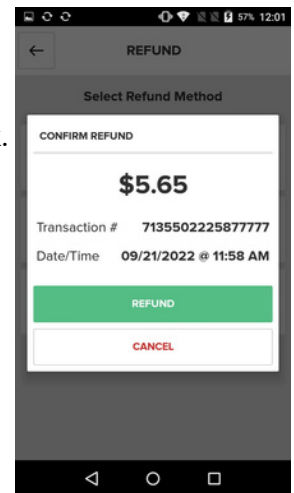 57% 12:01
REFUND
Select Refund Method
CONFIRM REFUND
$5.65
Transaction # 7135502225877777
Date/Time 09/21/2022 @ 11:58 AM
REFUND
CANCEL